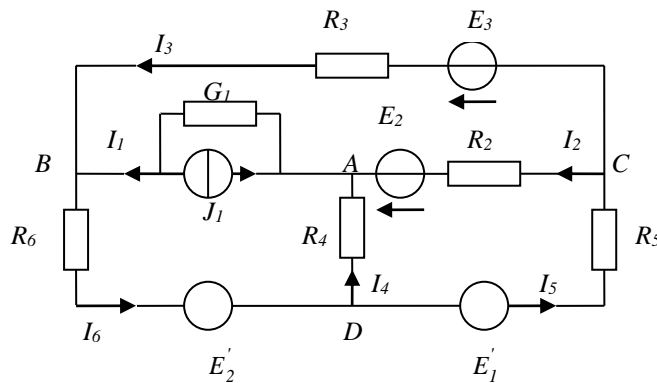 R3 E3
I3
G1
E2
B I1 A R2 I2 C
J1
R6 R4 R5
I6 I4 I5
D
E'2 E'1